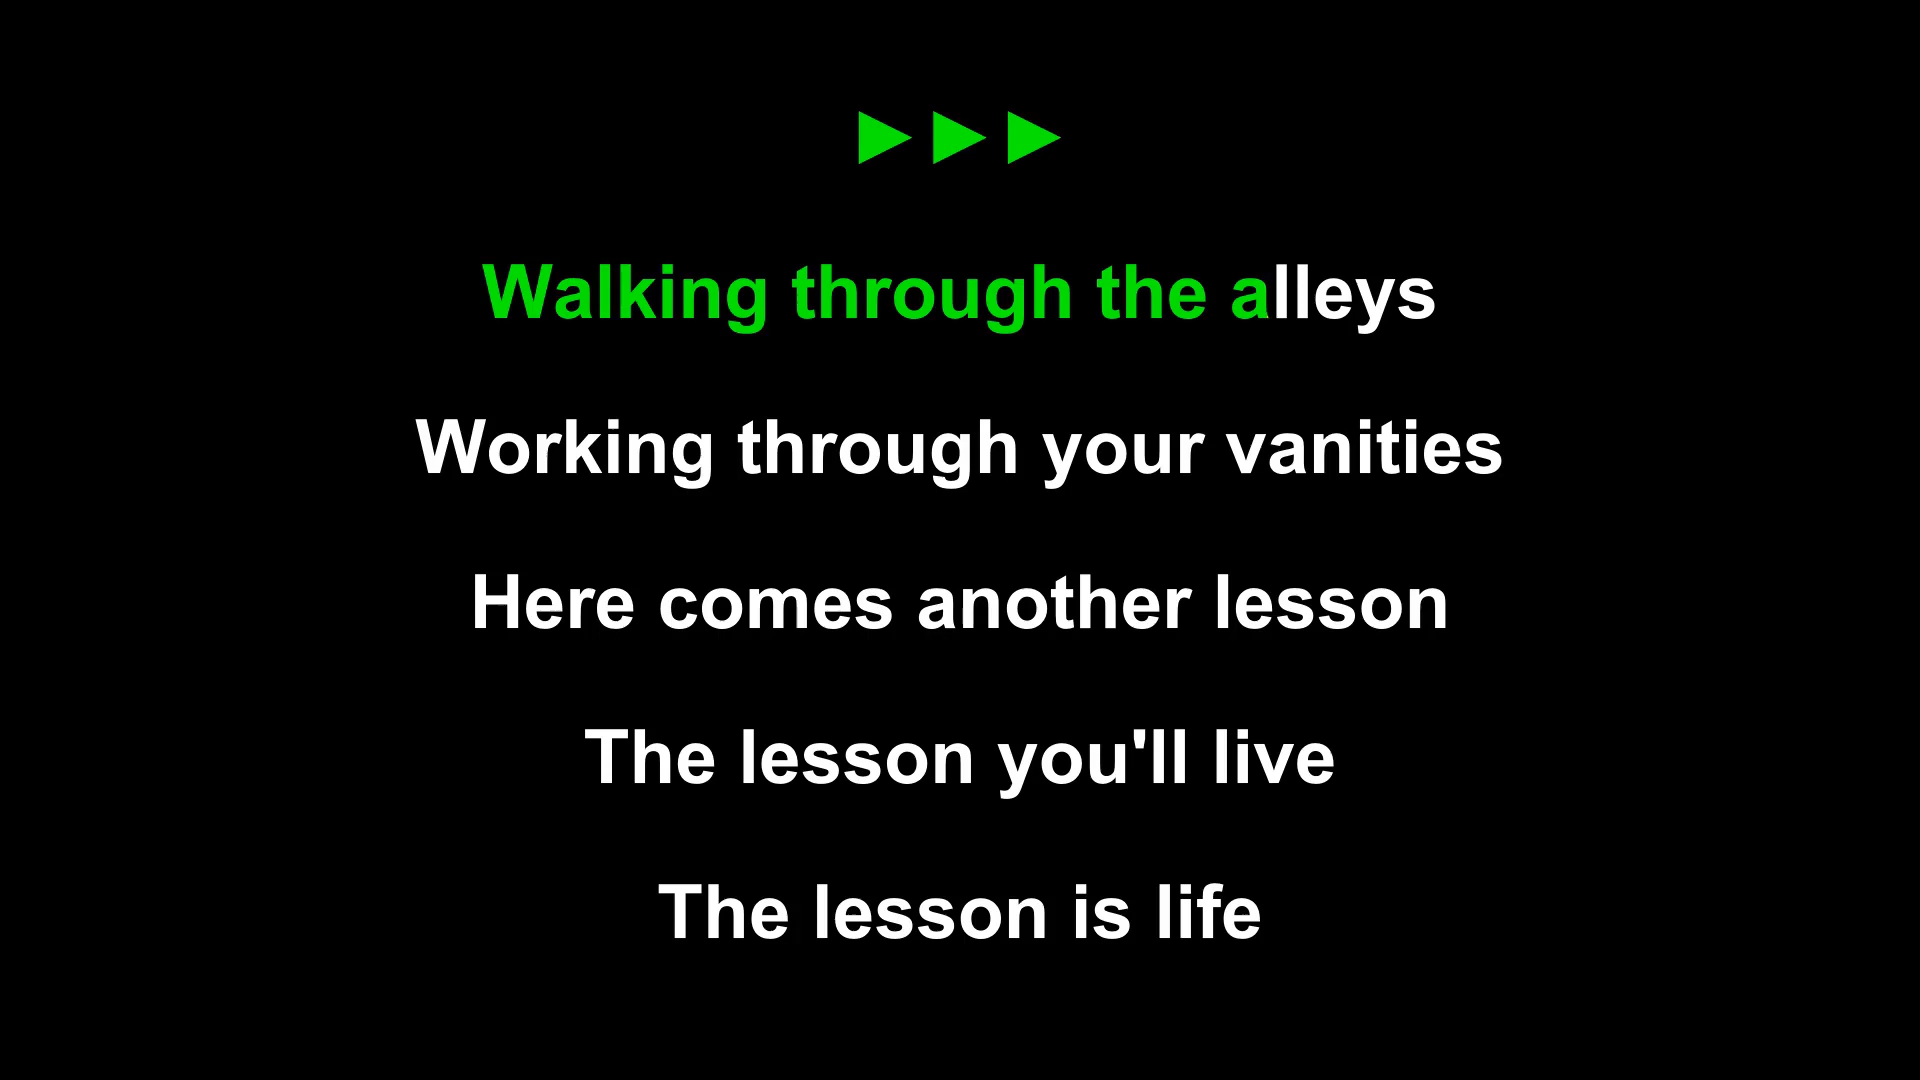 ►►►
Walking through the alleys
Working through your vanities
Here comes another lesson
The lesson you'll live
The lesson is life